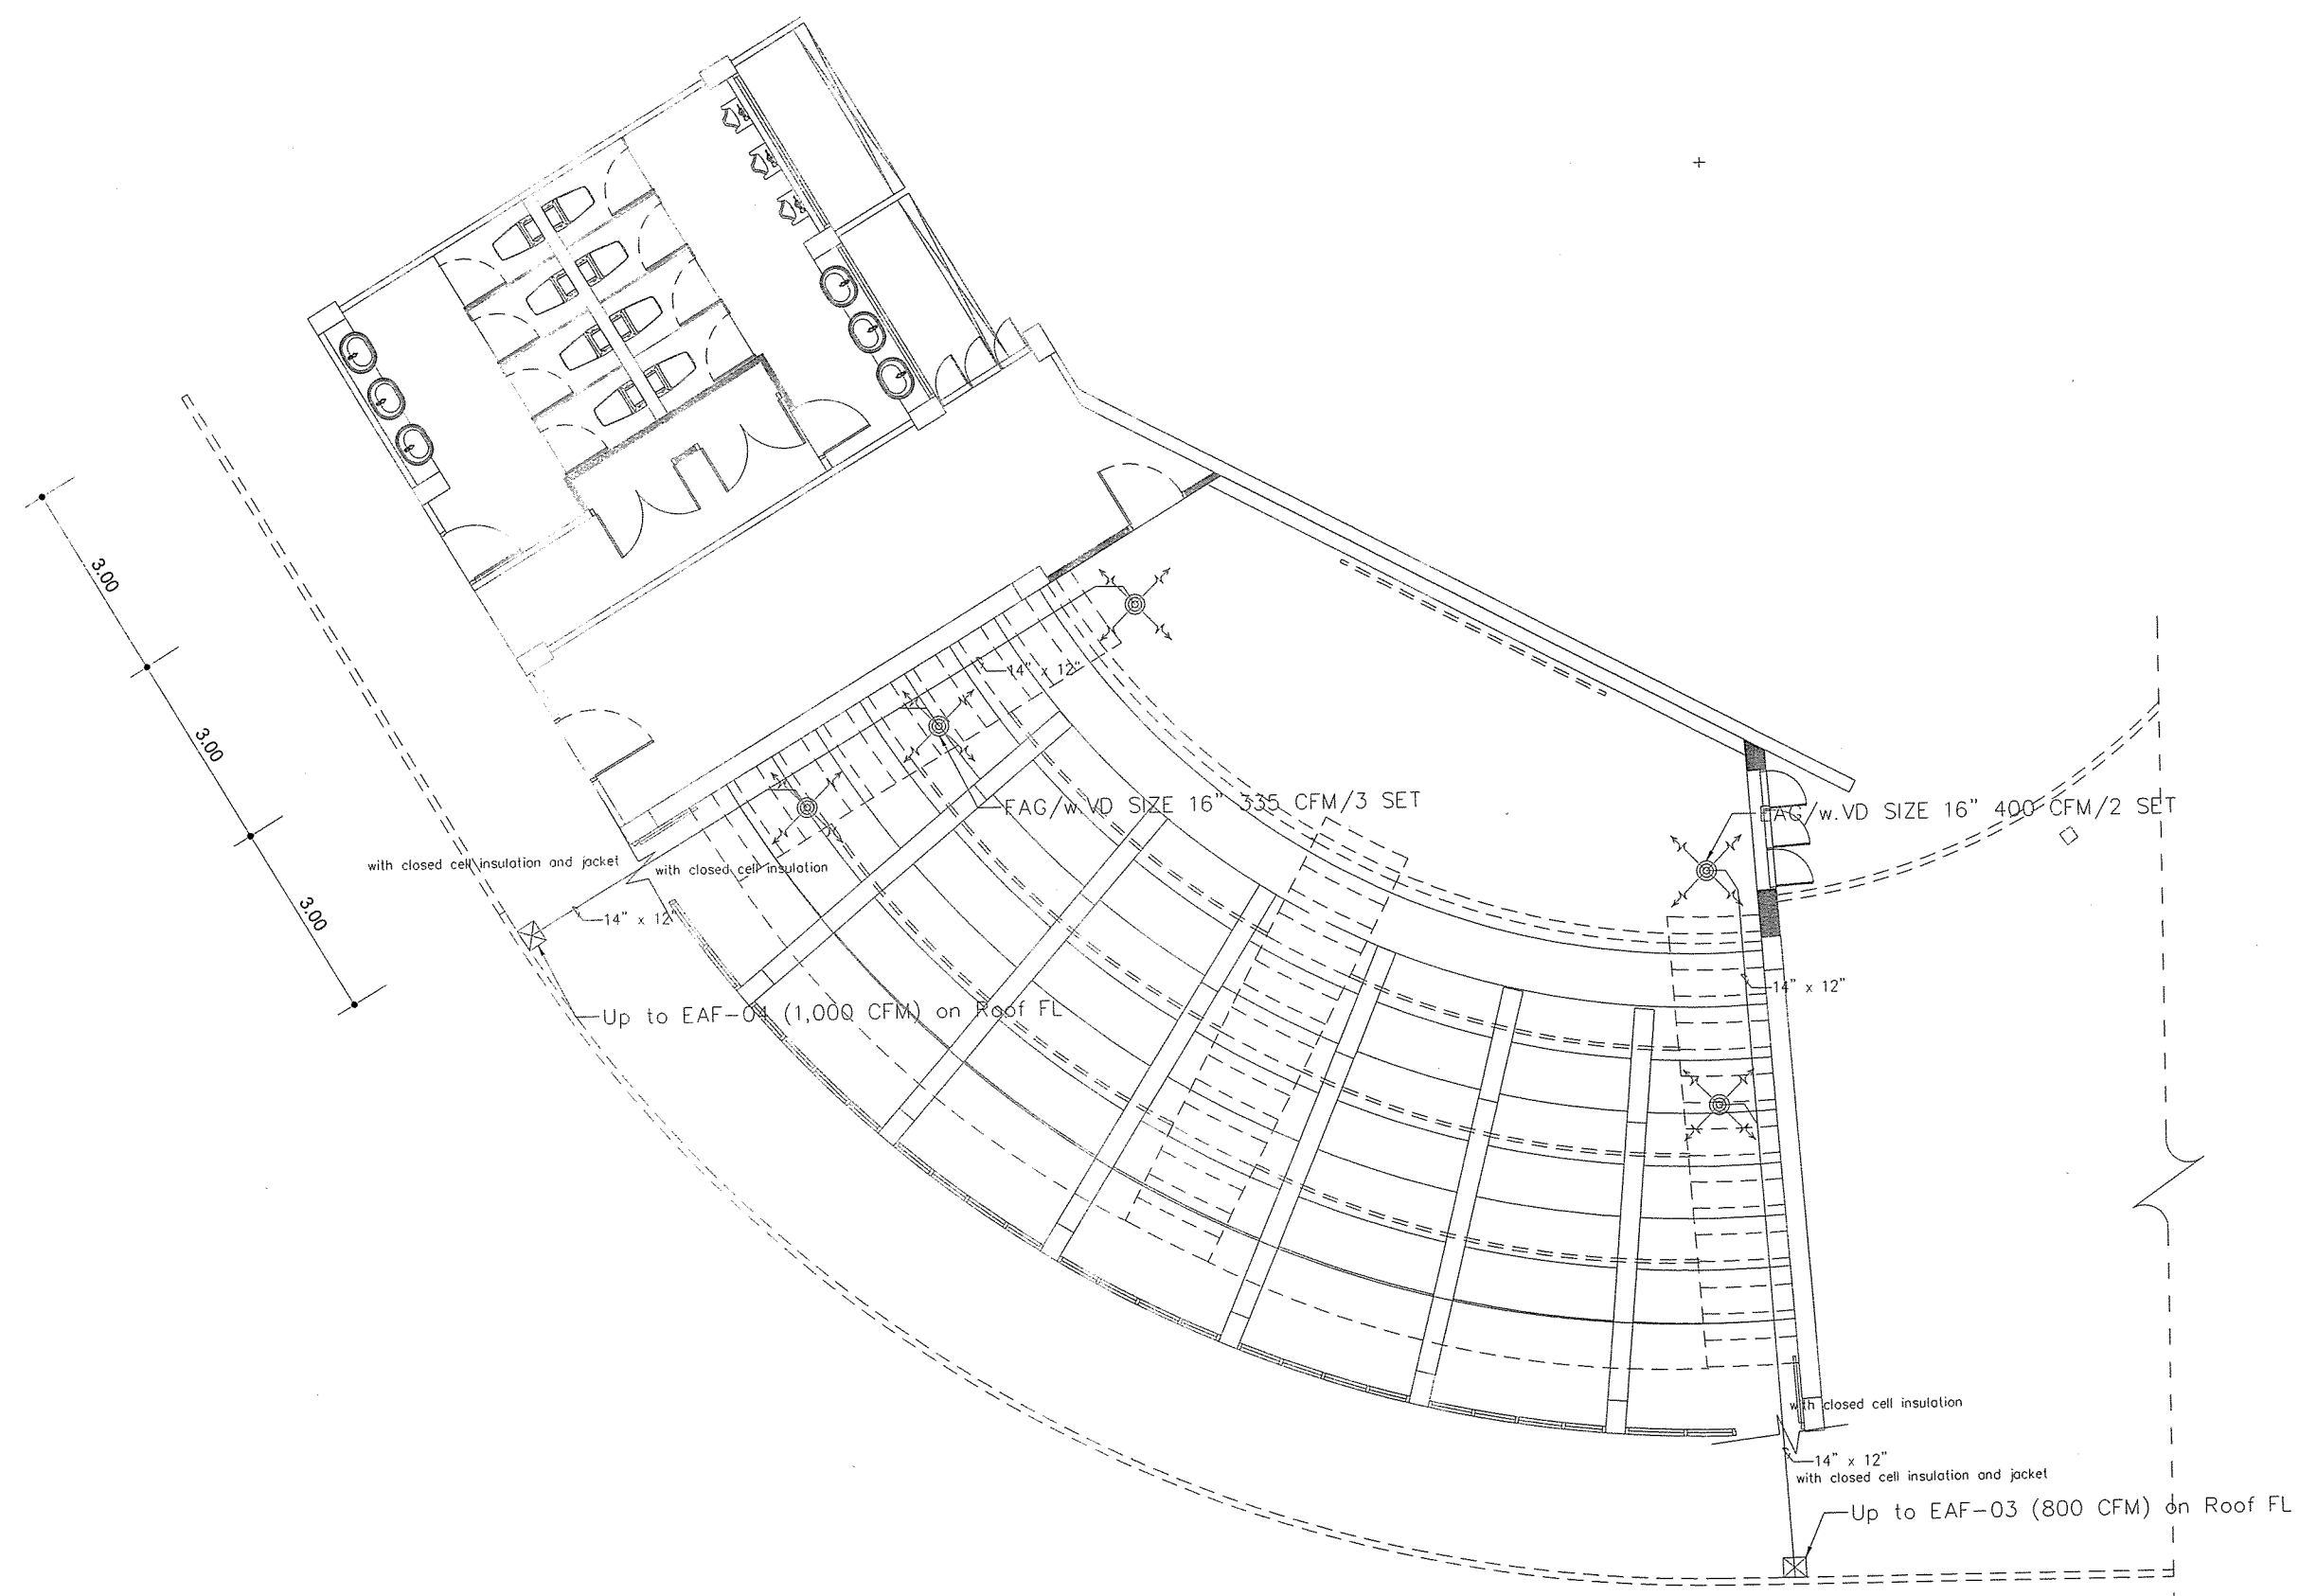 3.00
3.00
3.00
14" x 12"
FAG/w.VD SIZE 16" 335 CFM/3 SET
FAG/w.VD SIZE 16" 400 CFM/2 SET
with closed cell insulation and jacket
with closed cell insulation
14" x 12"
14" x 12"
Up to EAF-04 (1,000 CFM) on Roof FL
with closed cell insulation
14" x 12"
with closed cell insulation and jacket
Up to EAF-03 (800 CFM) on Roof FL